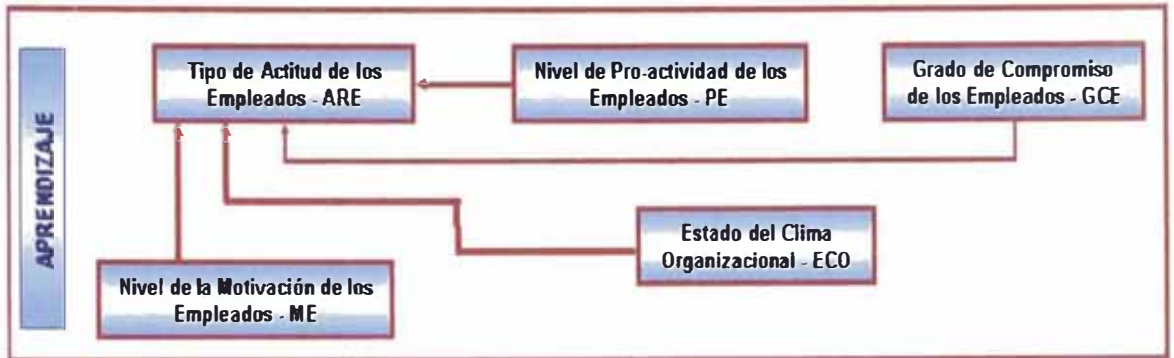 APRENDIZAJE
Tipo de Actitud de los
Empleados - ARE
Nivel de Pro-actividad de los
Empleados - PE
Grado de Compromiso
de los Empleados - GCE
Estado del Clima
Organizacional - ECO
Nivel de la Motivación de los
Empleados - ME